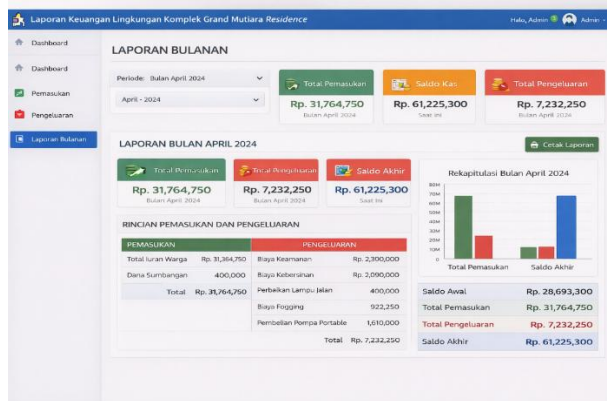 Laporan Keuangan Lingkungan Komplek Grand Mutiara Residence
Halo, Admin
Admin
Dashboard
Dashboard
Pemasukan
Pengeluaran
Laporan Bulanan
LAPORAN BULANAN
Periode: Bulan April 2024
April - 2024
Total Pemasukan
Rp. 31,764,750
Bulan April 2024
Saldo Kas
Rp. 61,225,300
Saat Ini
Total Pengeluaran
Rp. 7,232,250
Bulan April 2024
LAPORAN BULAN APRIL 2024
Cetak Laporan
Total Pemasukan
Rp. 31,764,750
Bulan April 2024
Total Pengeluaran
Rp. 7,232,250
Bulan April 2024
Saldo Akhir
Rp. 61,225,300
Saat Ini
RINCIAN PEMASUKAN DAN PENGELUARAN
PEMASUKAN PENGELUARAN
Total Iuran Warga Rp. 31,364,750 Biaya Keamanan Rp. 2,300,000
Dana Sumbangan 400,000 Biaya Kebersihan Rp. 2,090,000
Total Rp. 31,764,750 Perbaikan Lampu Jalan 400,000
Biaya Fogging 922,250
Pembelian Pompa Portable 1,610,000
Total Rp. 7,232,250
Rekapitulasi Bulan April 2024
Total Pemasukan Saldo Akhir
Saldo Awal Rp. 28,693,300
Total Pemasukan Rp. 31,764,750
Total Pengeluaran Rp. 7,232,250
Saldo Akhir Rp. 61,225,300